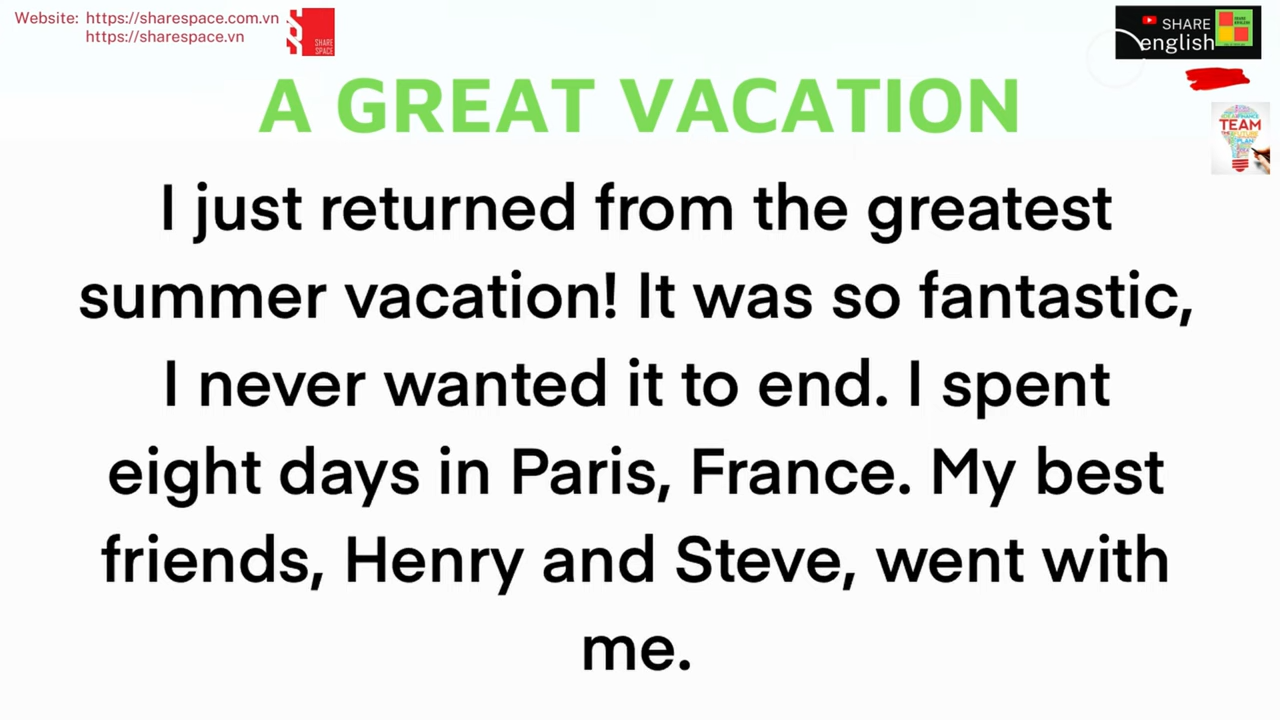 Website: https://sharespace.com.vn
https://sharespace.vn
SHARE
SPACE
SHARE
english
TEAM
PLAN
A GREAT VACATION
I just returned from the greatest
summer vacation! It was so fantastic,
I never wanted it to end. I spent
eight days in Paris, France. My best
friends, Henry and Steve, went with
me.